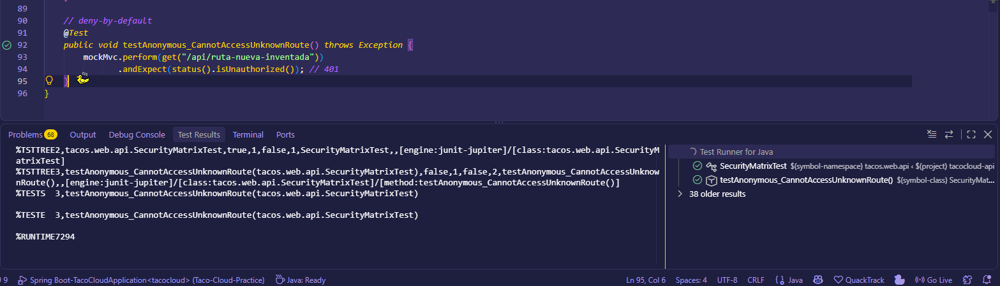 89
90 // deny-by-default
91 @Test
92 public void testAnonymous_CannotAccessUnknownRoute() throws Exception {
93 mockMvc.perform(get("/api/ruta-nueva-inventada"))
94 .andExpect(status().isUnauthorized()); // 401
95 }
96 }
Problems 68 Output Debug Console Test Results Terminal Ports
%TSTTREE2,tacos.web.api.SecurityMatrixTest,true,1,false,1,SecurityMatrixTest,,[engine:junit-jupiter]/[class:tacos.web.api.SecurityM
atrixTest]
%TSTTREE3,testAnonymous_CannotAccessUnknownRoute(tacos.web.api.SecurityMatrixTest),false,1,false,2,testAnonymous_CannotAccessUnknow
nRoute(),,[engine:junit-jupiter]/[class:tacos.web.api.SecurityMatrixTest]/[method:testAnonymous_CannotAccessUnknownRoute()]
%TESTS 3,testAnonymous_CannotAccessUnknownRoute(tacos.web.api.SecurityMatrixTest)
%TESTE 3,testAnonymous_CannotAccessUnknownRoute(tacos.web.api.SecurityMatrixTest)
%RUNTIME7294
Test Runner for Java
SecurityMatrixTest $(symbol-namespace) tacos.web.api < $(project) tacocloud-api
testAnonymous_CannotAccessUnknownRoute() $(symbol-class) SecurityMat...
38 older results
9 Spring Boot-TacoCloudApplication<tacocloud> (Taco-Cloud-Practice) Java: Ready Ln 95, Col 6 Spaces: 4 UTF-8 CRLF Java QuackTrack Go Live